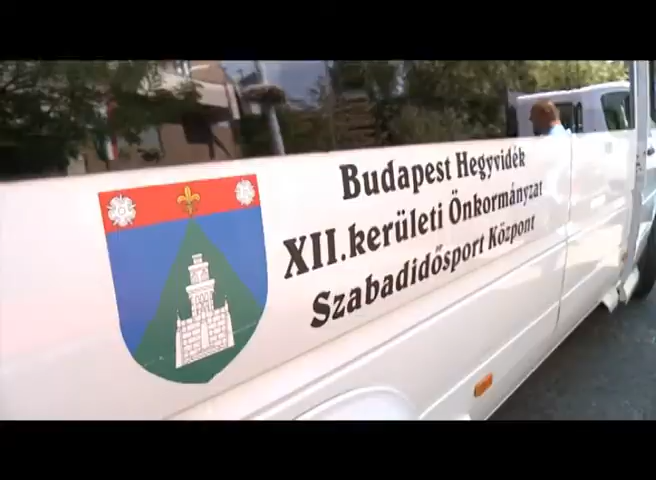 Budapest Hegyvidék
XII.kerületi Önkormányzat
Szabadidősport Központ